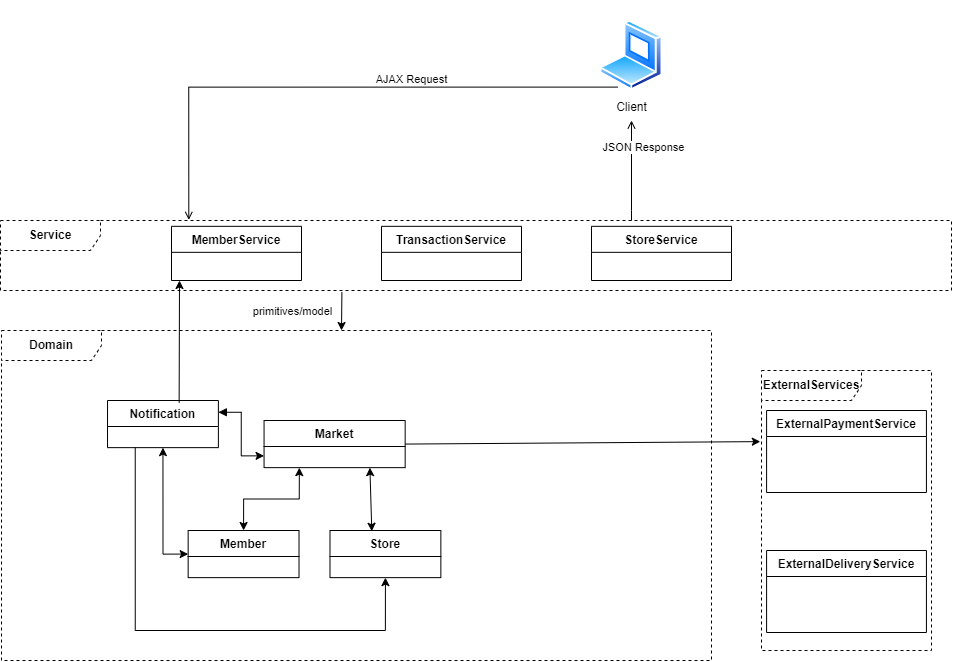 AJAX Request
Client
JSON Response
Service
MemberService
TransactionService
StoreService
primitives/model
Domain
ExternalServices
Notification
Market
ExternalPaymentService
Member
Store
ExternalDeliveryService